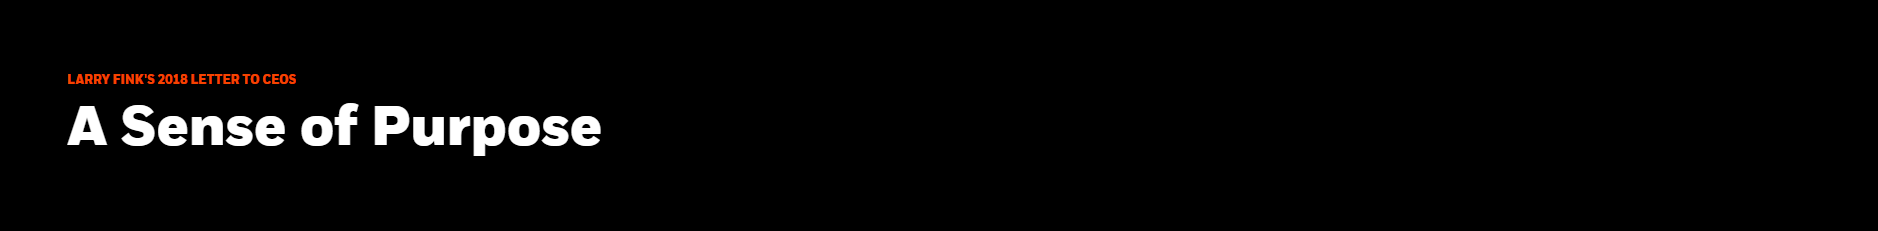 LARRY FINK'S 2018 LETTER TO CEOS
A Sense of Purpose